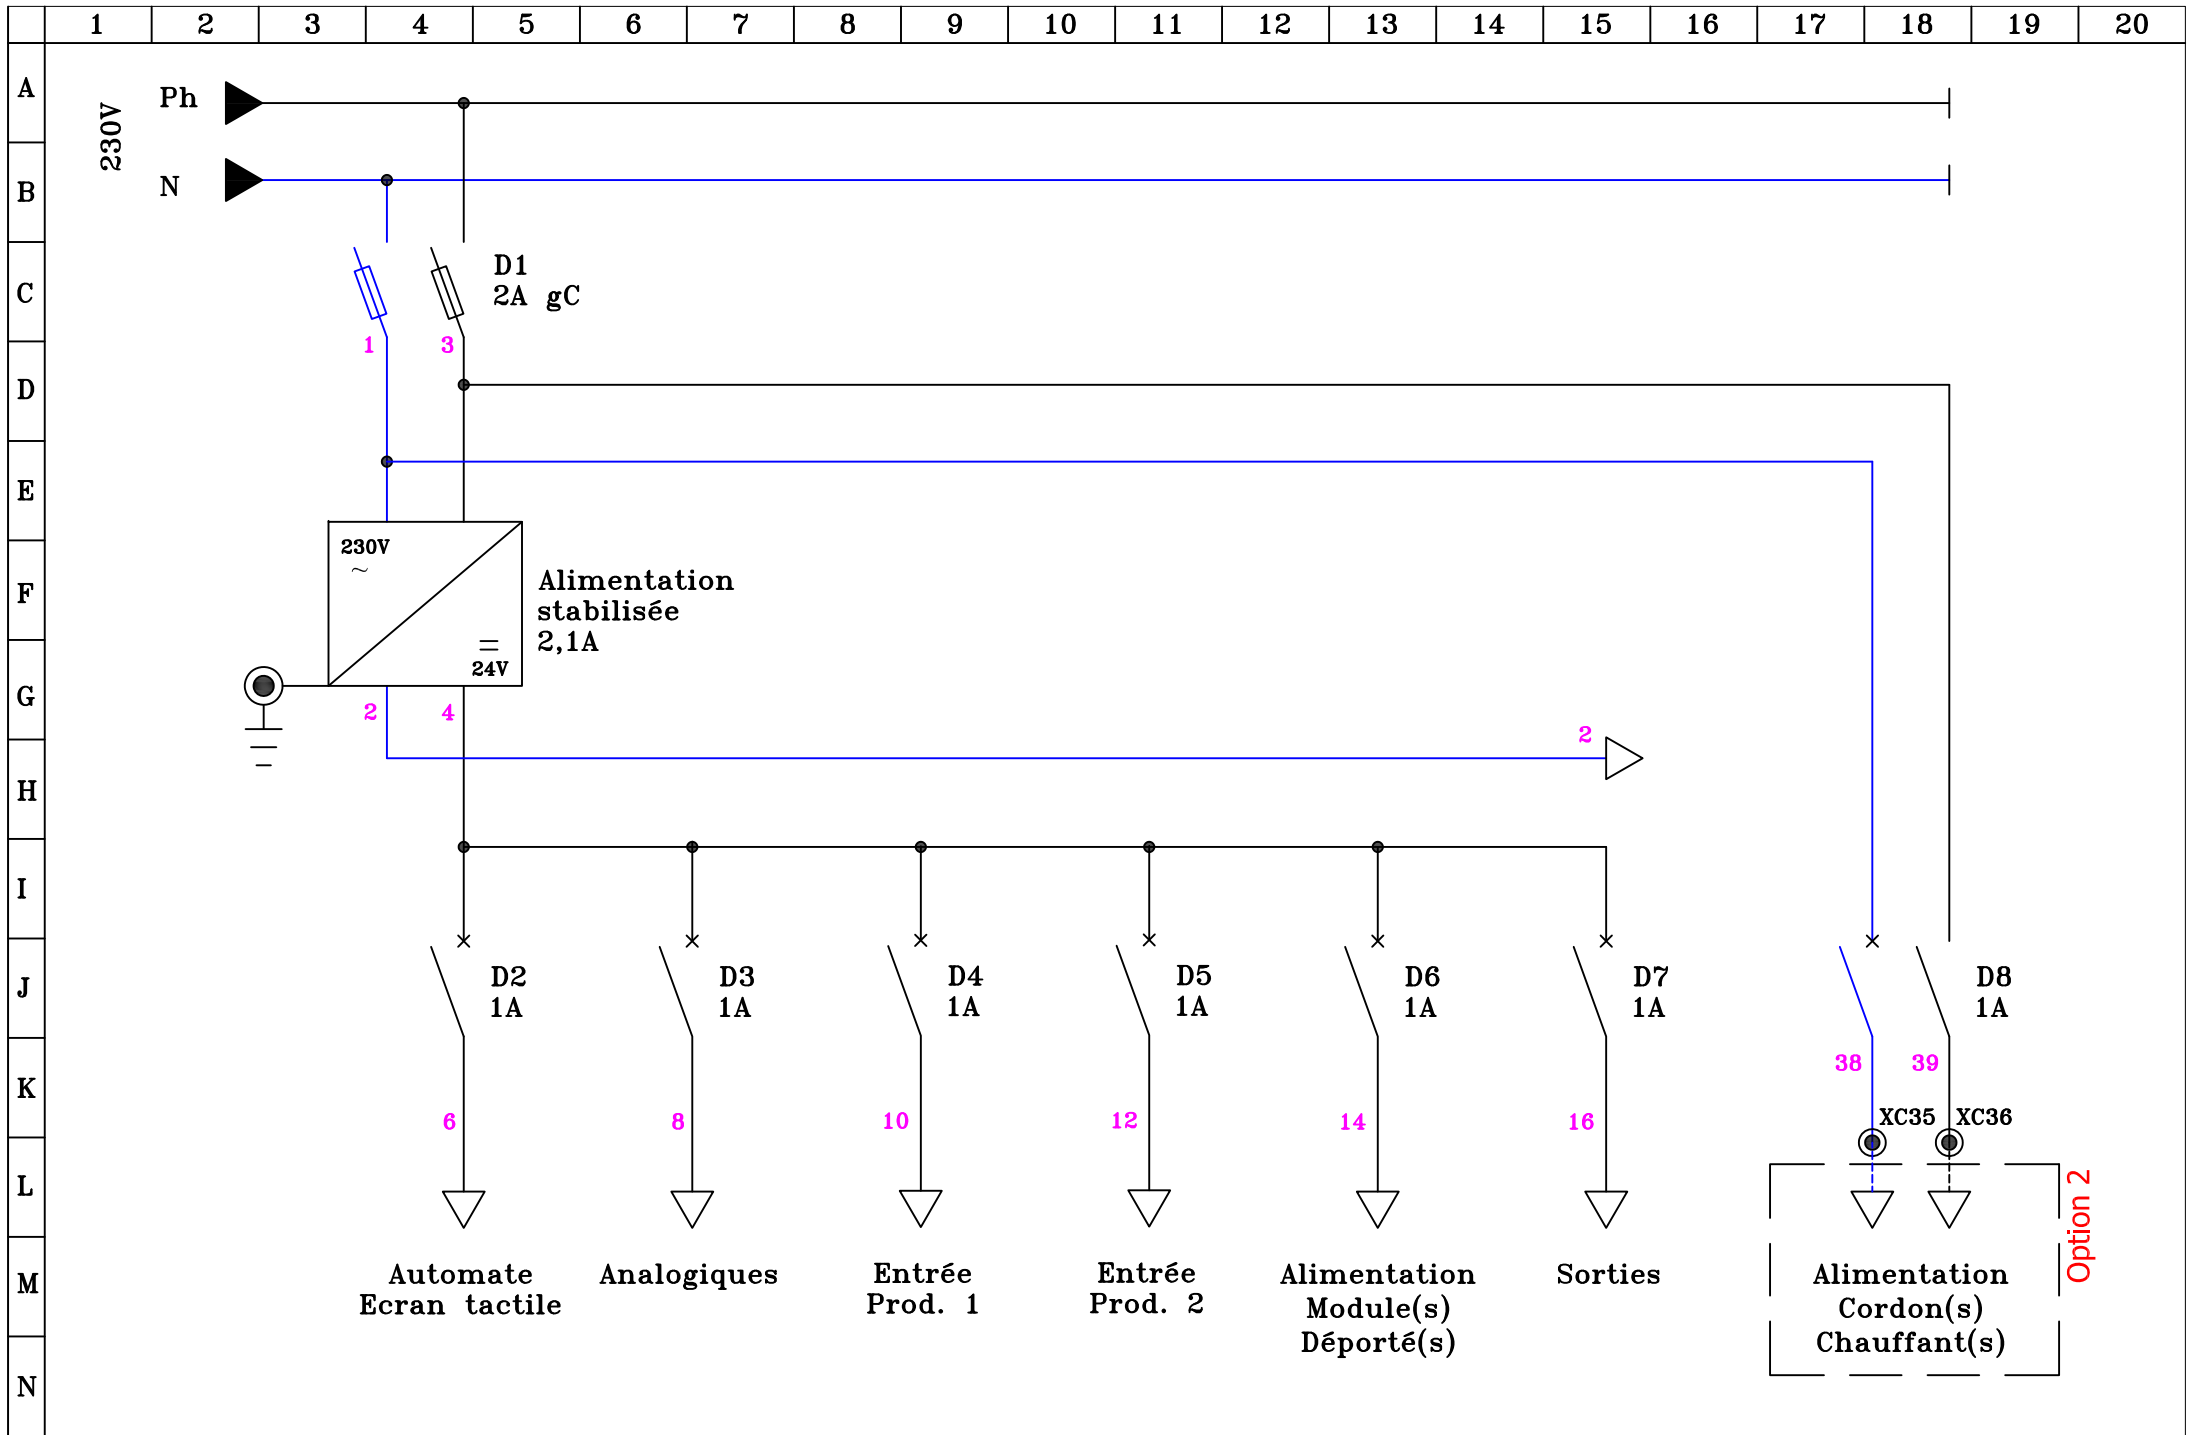 1 2 3 4 5 6 7 8 9 10 11 12 13 14 15 16 17 18 19 20
A
B
C
D
E
F
G
H
I
J
K
L
M
N
230V
Ph
N
D1
2A gC
1 3
230V
~
=
24V
Alimentation
stabilisée
2,1A
2 4
2
D2
1A
D3
1A
D4
1A
D5
1A
D6
1A
D7
1A
D8
1A
38 39
6 8 10 12 14 16
XC35 XC36
Automate
Ecran tactile
Analogiques
Entrée
Prod. 1
Entrée
Prod. 2
Alimentation
Module(s)
Déporté(s)
Sorties
Alimentation
Cordon(s)
Chauffant(s)
Option 2